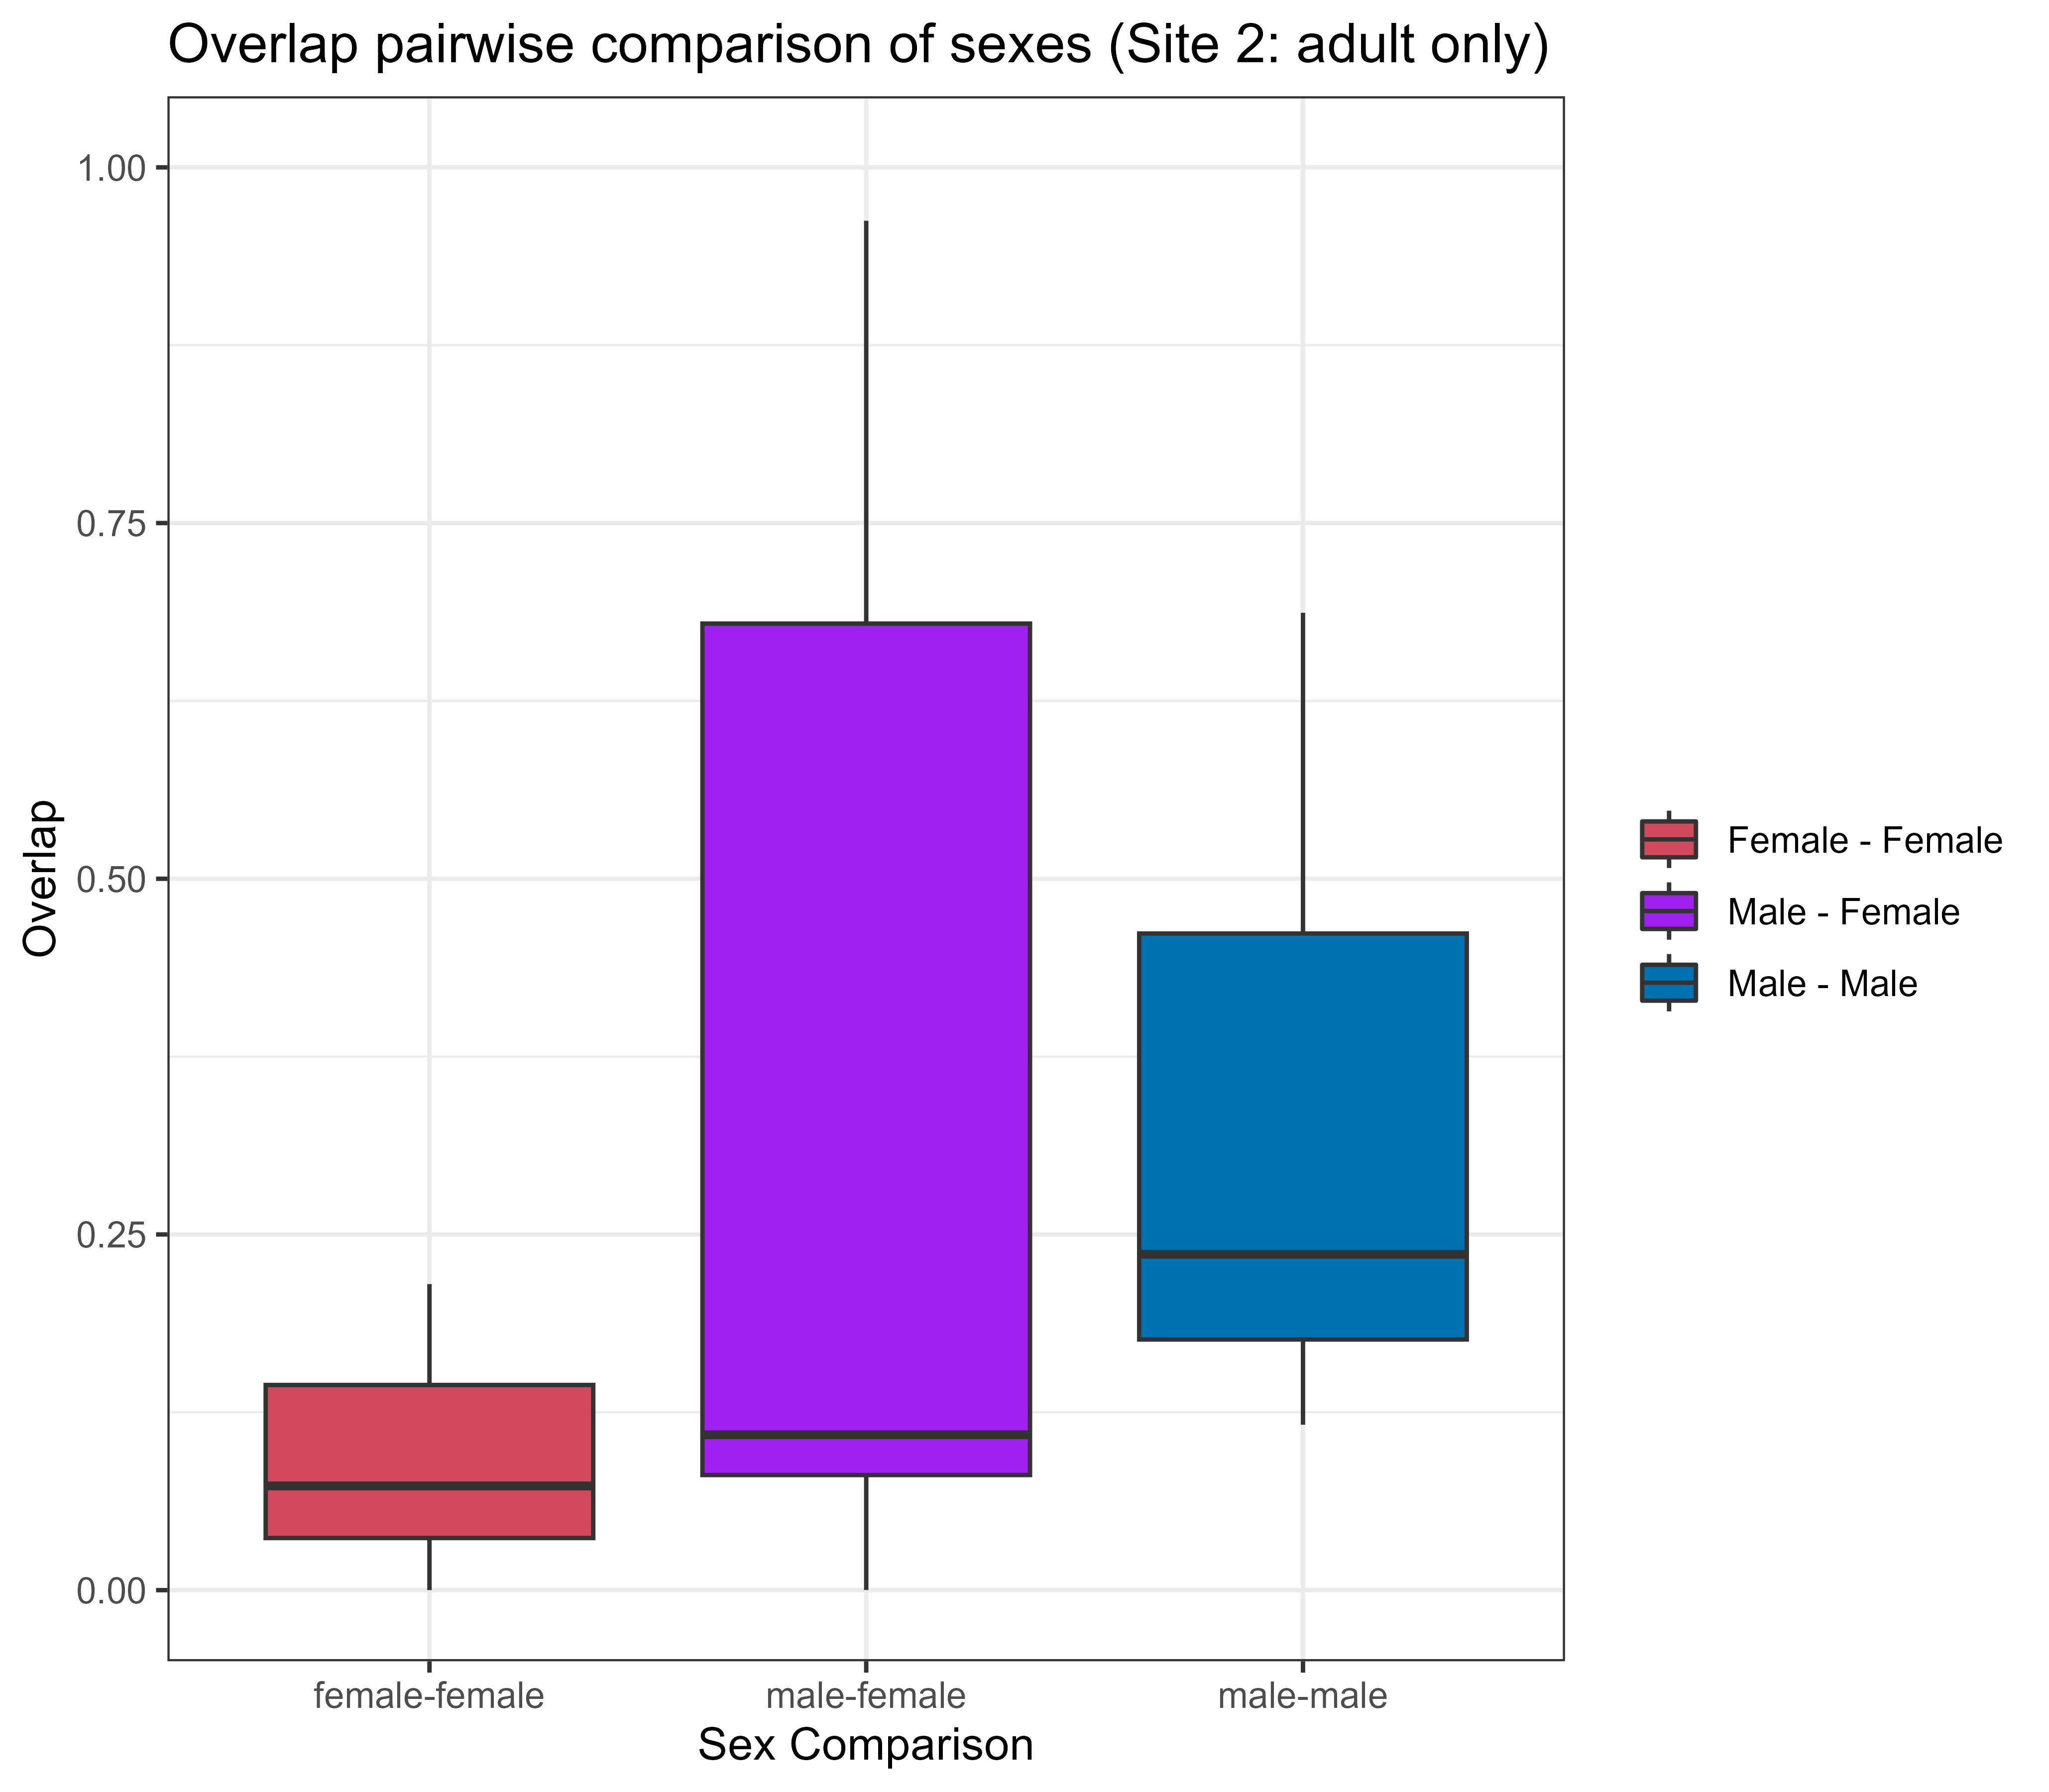 Overlap pairwise comparison of sexes (Site 2: adult only)
1.00
0.75
0.50
0.25
0.00
Overlap
female-female
male-female
male-male
Sex Comparison
Female - Female
Male - Female
Male - Male